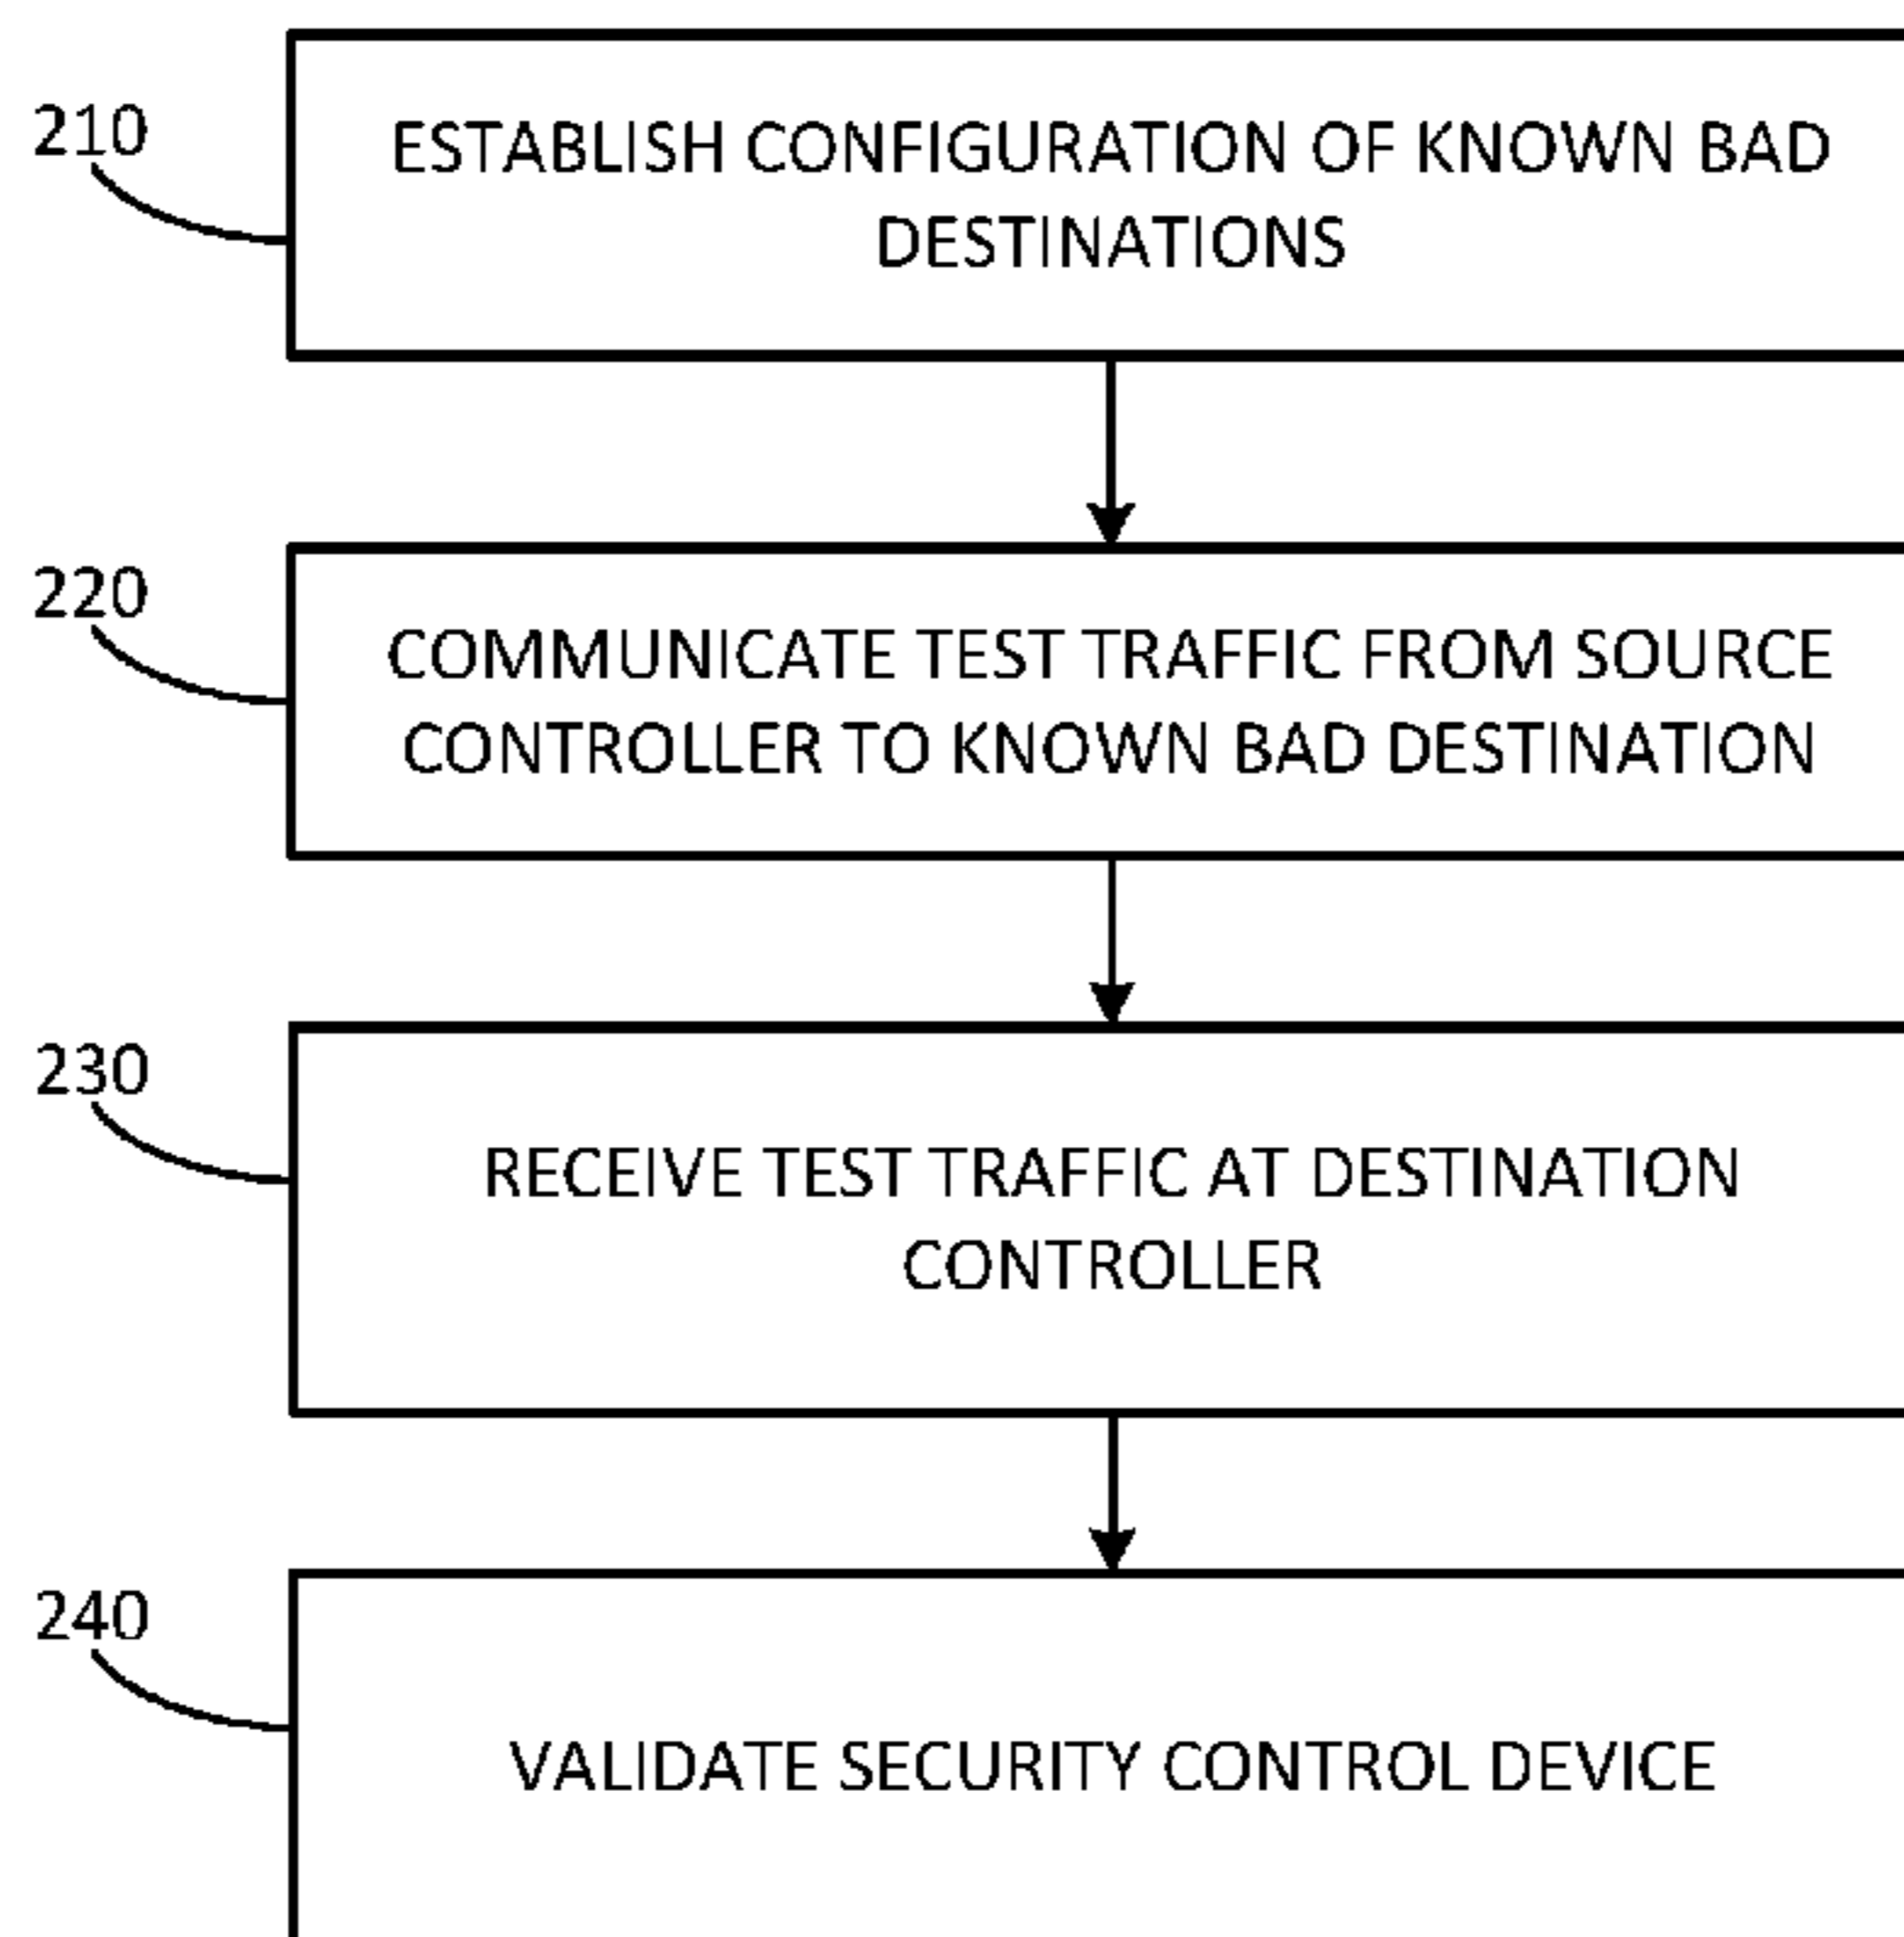 210
ESTABLISH CONFIGURATION OF KNOWN BAD
DESTINATIONS
220
COMMUNICATE TEST TRAFFIC FROM SOURCE
CONTROLLER TO KNOWN BAD DESTINATION
230
RECEIVE TEST TRAFFIC AT DESTINATION
CONTROLLER
240
VALIDATE SECURITY CONTROL DEVICE